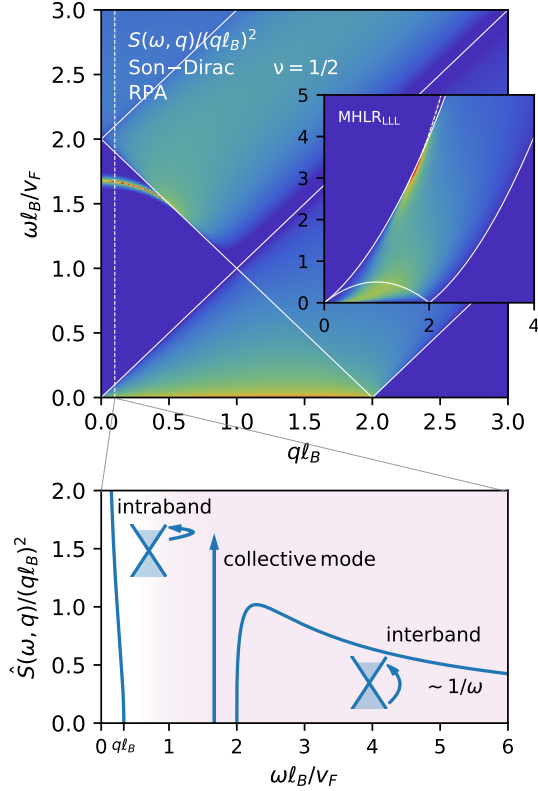 S(ω, q)/(qℓ_B)²
Son−Dirac ν = 1/2
RPA
3.0
2.5
2.0
1.5
1.0
0.5
0.0
ωℓ_B/v_F
0.0 0.5 1.0 1.5 2.0 2.5 3.0
qℓ_B
MHLR_LLL
5
4
3
2
1
0
0 2 4
2.0
1.5
1.0
0.5
0.0
Ŝ(ω, q)/(qℓ_B)²
intraband
collective mode
interband
~ 1/ω
0 qℓ_B 1 2 3 4 5 6
ωℓ_B/v_F